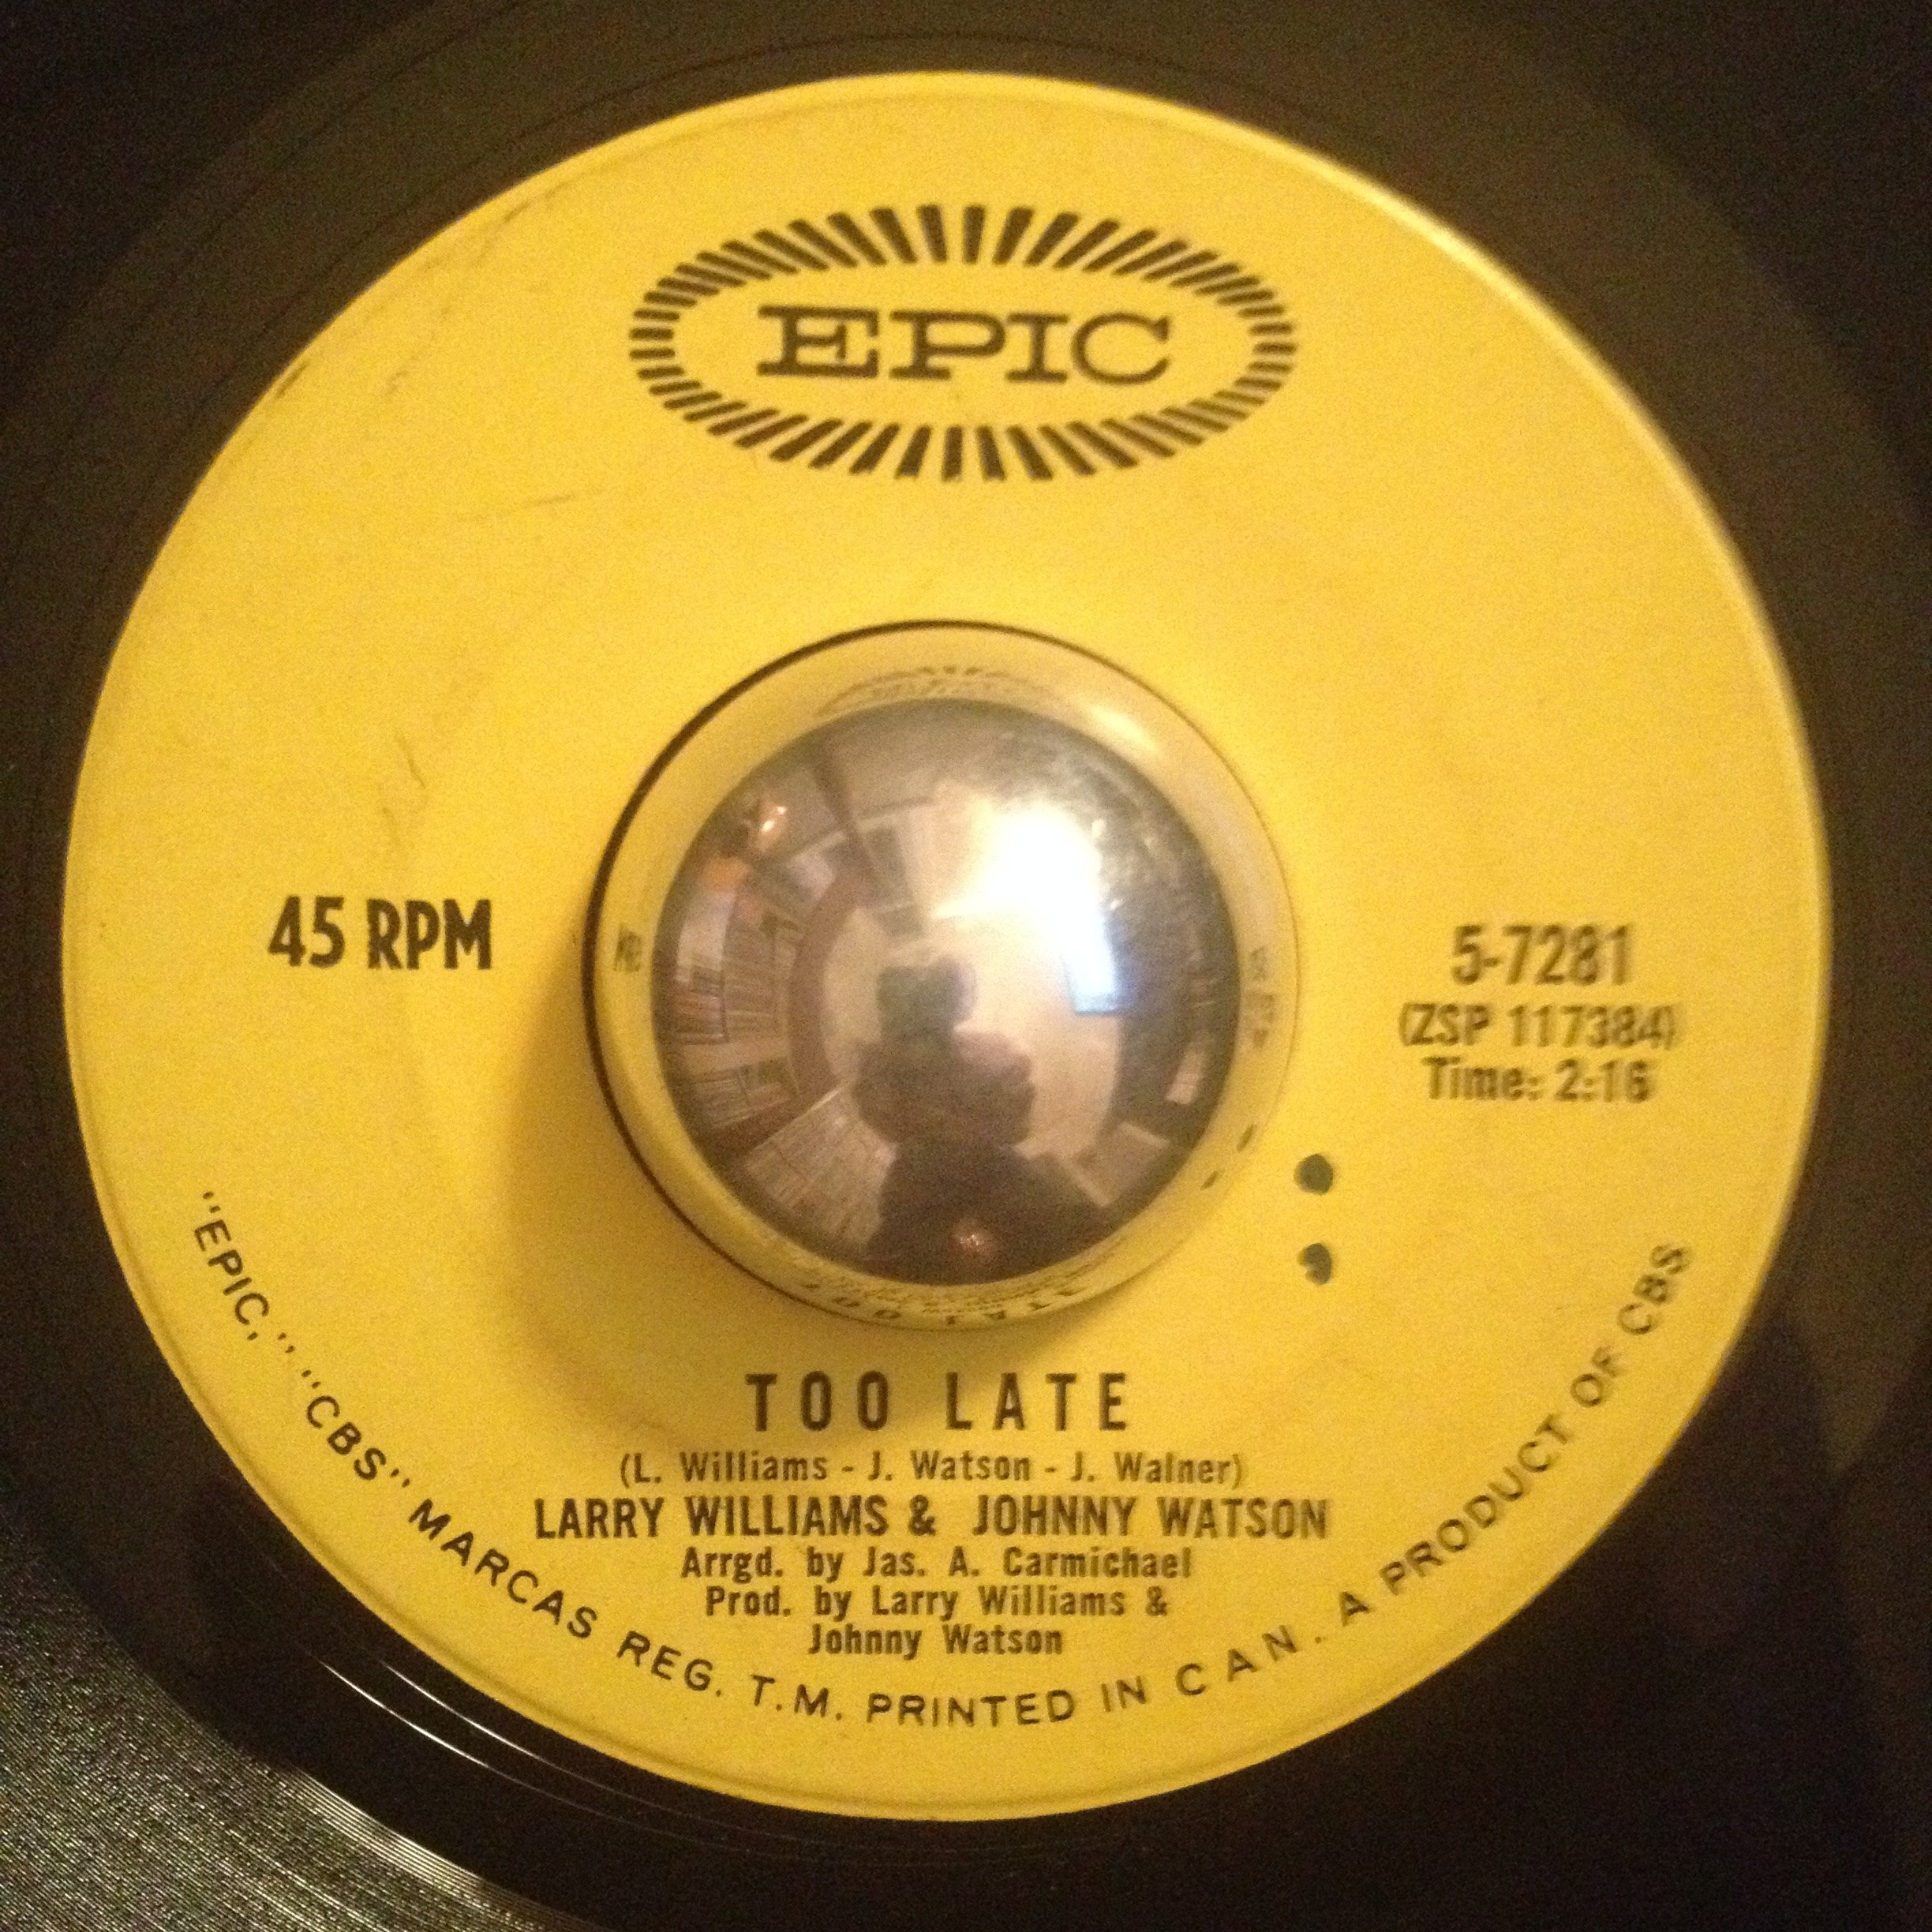 EPIC
45 RPM
5-7281
(ZSP 117384)
Time: 2:16
TOO LATE
(L. Williams - J. Watson - J. Walner)
LARRY WILLIAMS & JOHNNY WATSON
Arrgd. by Jas. A. Carmichael
Prod. by Larry Williams &
Johnny Watson
"EPIC," "CBS" MARCAS REG. T.M. PRINTED IN CAN. A PRODUCT OF CBS